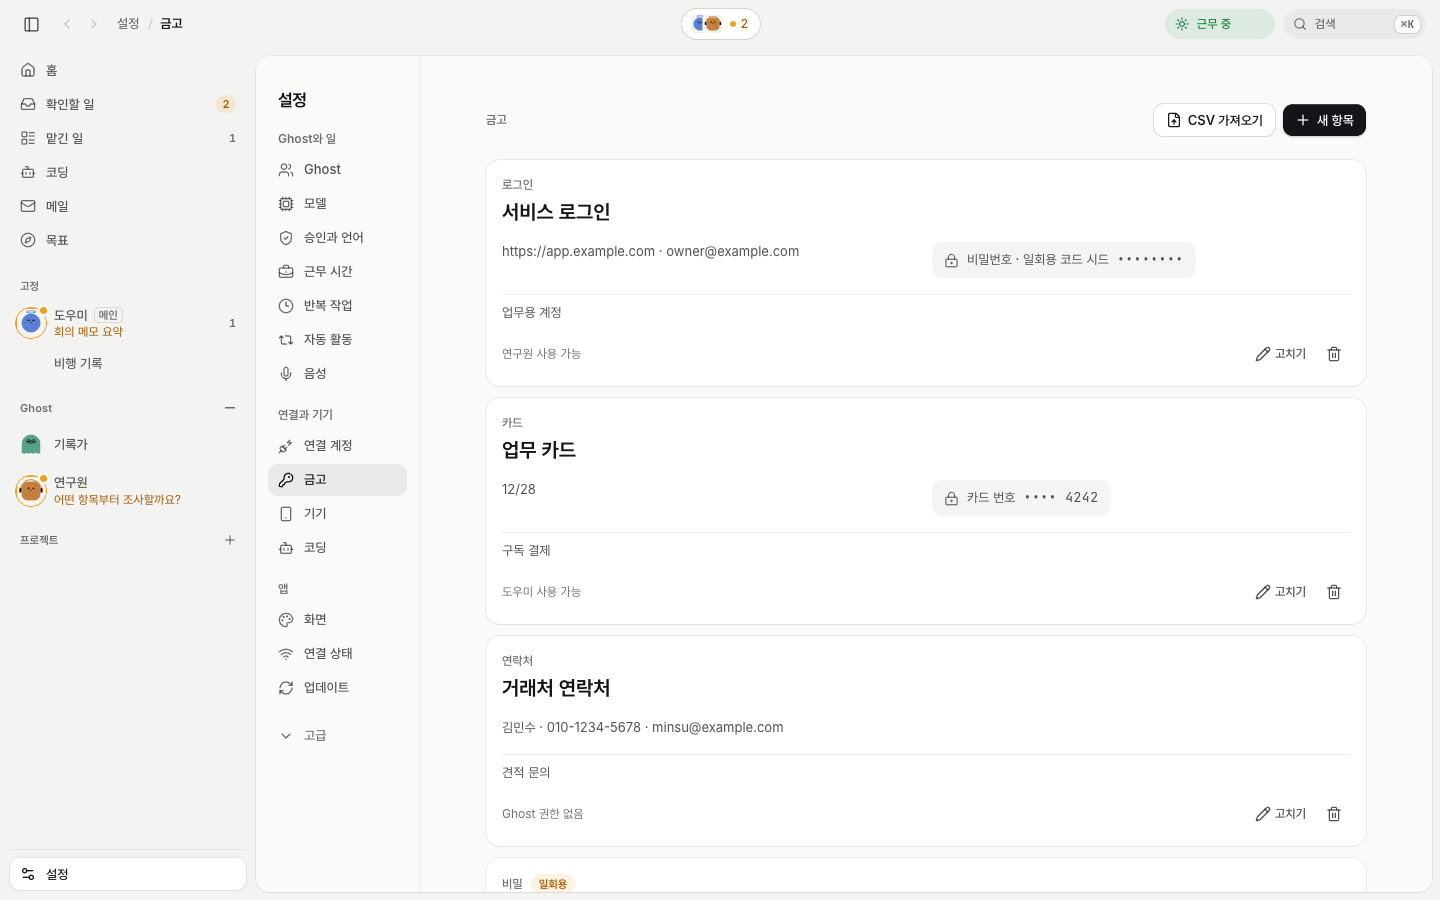 설정 / 금고
2
근무 중
검색
⌘K
홈
확인할 일
2
맡긴 일
1
코딩
메일
목표
고정
도우미 메인
회의 메모 요약
1
비행 기록
Ghost
기록가
연구원
어떤 항목부터 조사할까요?
프로젝트
설정
설정
Ghost와 일
Ghost
모델
승인과 언어
근무 시간
반복 작업
자동 활동
음성
연결과 기기
연결 계정
금고
기기
코딩
앱
화면
연결 상태
업데이트
고급
금고
CSV 가져오기
새 항목
로그인
서비스 로그인
https://app.example.com · owner@example.com
비밀번호 · 일회용 코드 시드 ••••••••
업무용 계정
연구원 사용 가능
고치기
카드
업무 카드
12/28
카드 번호 •••• 4242
구독 결제
도우미 사용 가능
고치기
연락처
거래처 연락처
김민수 · 010-1234-5678 · minsu@example.com
견적 문의
Ghost 권한 없음
고치기
비밀 일회용